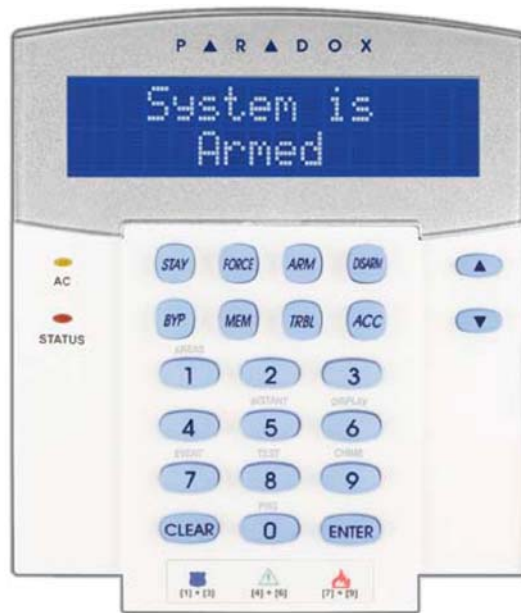 PARADOX
System is
Armed
AC
STATUS
STAY FORCE ARM DISARM
BYP MEM TRBL ACC
AREAS
1 2 3
INSTANT DISPLAY
4 5 6
EVENT TEST CHIME
7 8 9
PRG
CLEAR 0 ENTER
[1] + [3] [4] + [6] [7] + [9]